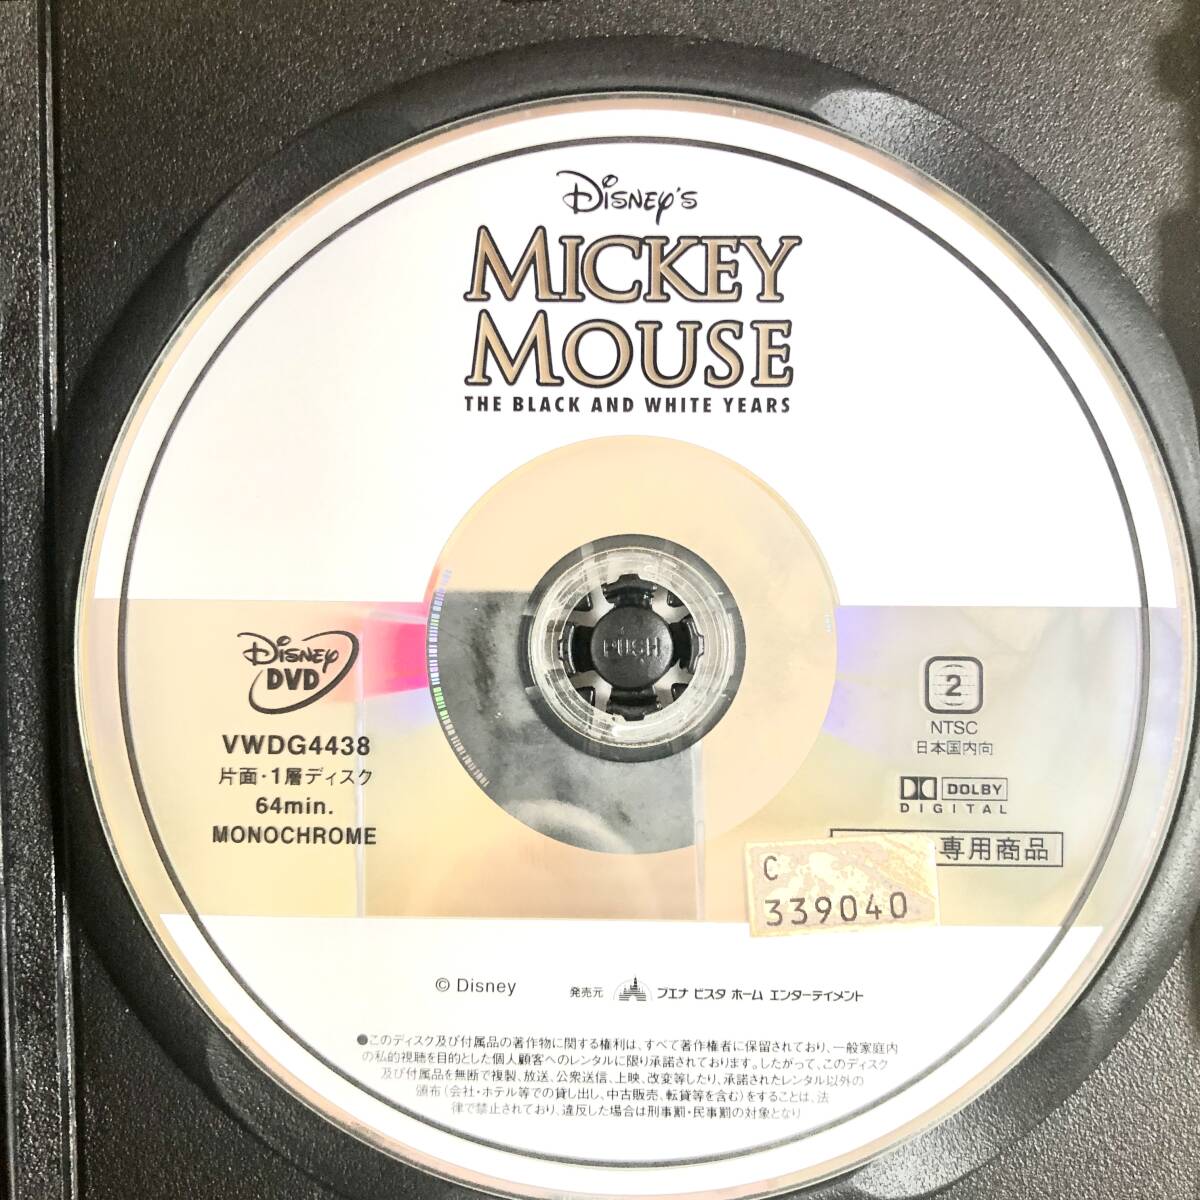 DISNEY'S
MICKEY
MOUSE
THE BLACK AND WHITE YEARS
PUSH
DISNEY
DVD
VWDG4438
片面・1層ディスク
64min.
MONOCHROME
2
NTSC
日本国内向
DOLBY
DIGITAL
専用商品
C
339040
© Disney
発売元 ブエナ ビスタ ホーム エンターテイメント
●このディスク及び付属品の著作物に関する権利は、すべて著作権者に保留されており、一般家庭内
の私的視聴を目的とした個人顧客へのレンタルに限り承諾されております。したがって、このディスク
及び付属品を無断で複製、放送、公衆送信、上映、改変等したり、承諾されたレンタル以外の
頒布（会社・ホテル等での貸し出し、中古販売、転貸等を含む）をすることは、法
律で禁止されており、違反した場合は刑事罰・民事罰の対象となり